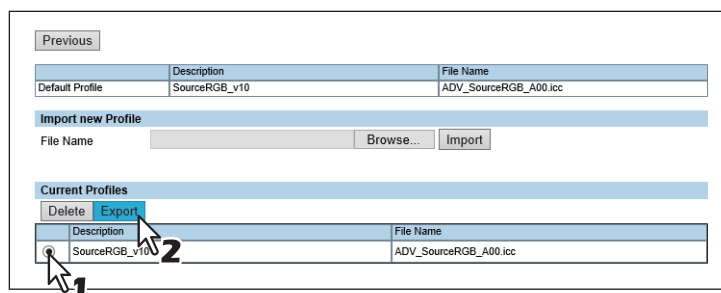 Previous
Description File Name
Default Profile SourceRGB_v10 ADV_SourceRGB_A00.icc
Import new Profile
File Name Browse... Import
Current Profiles
Delete Export
Description File Name
SourceRGB_v10 ADV_SourceRGB_A00.icc
2
1